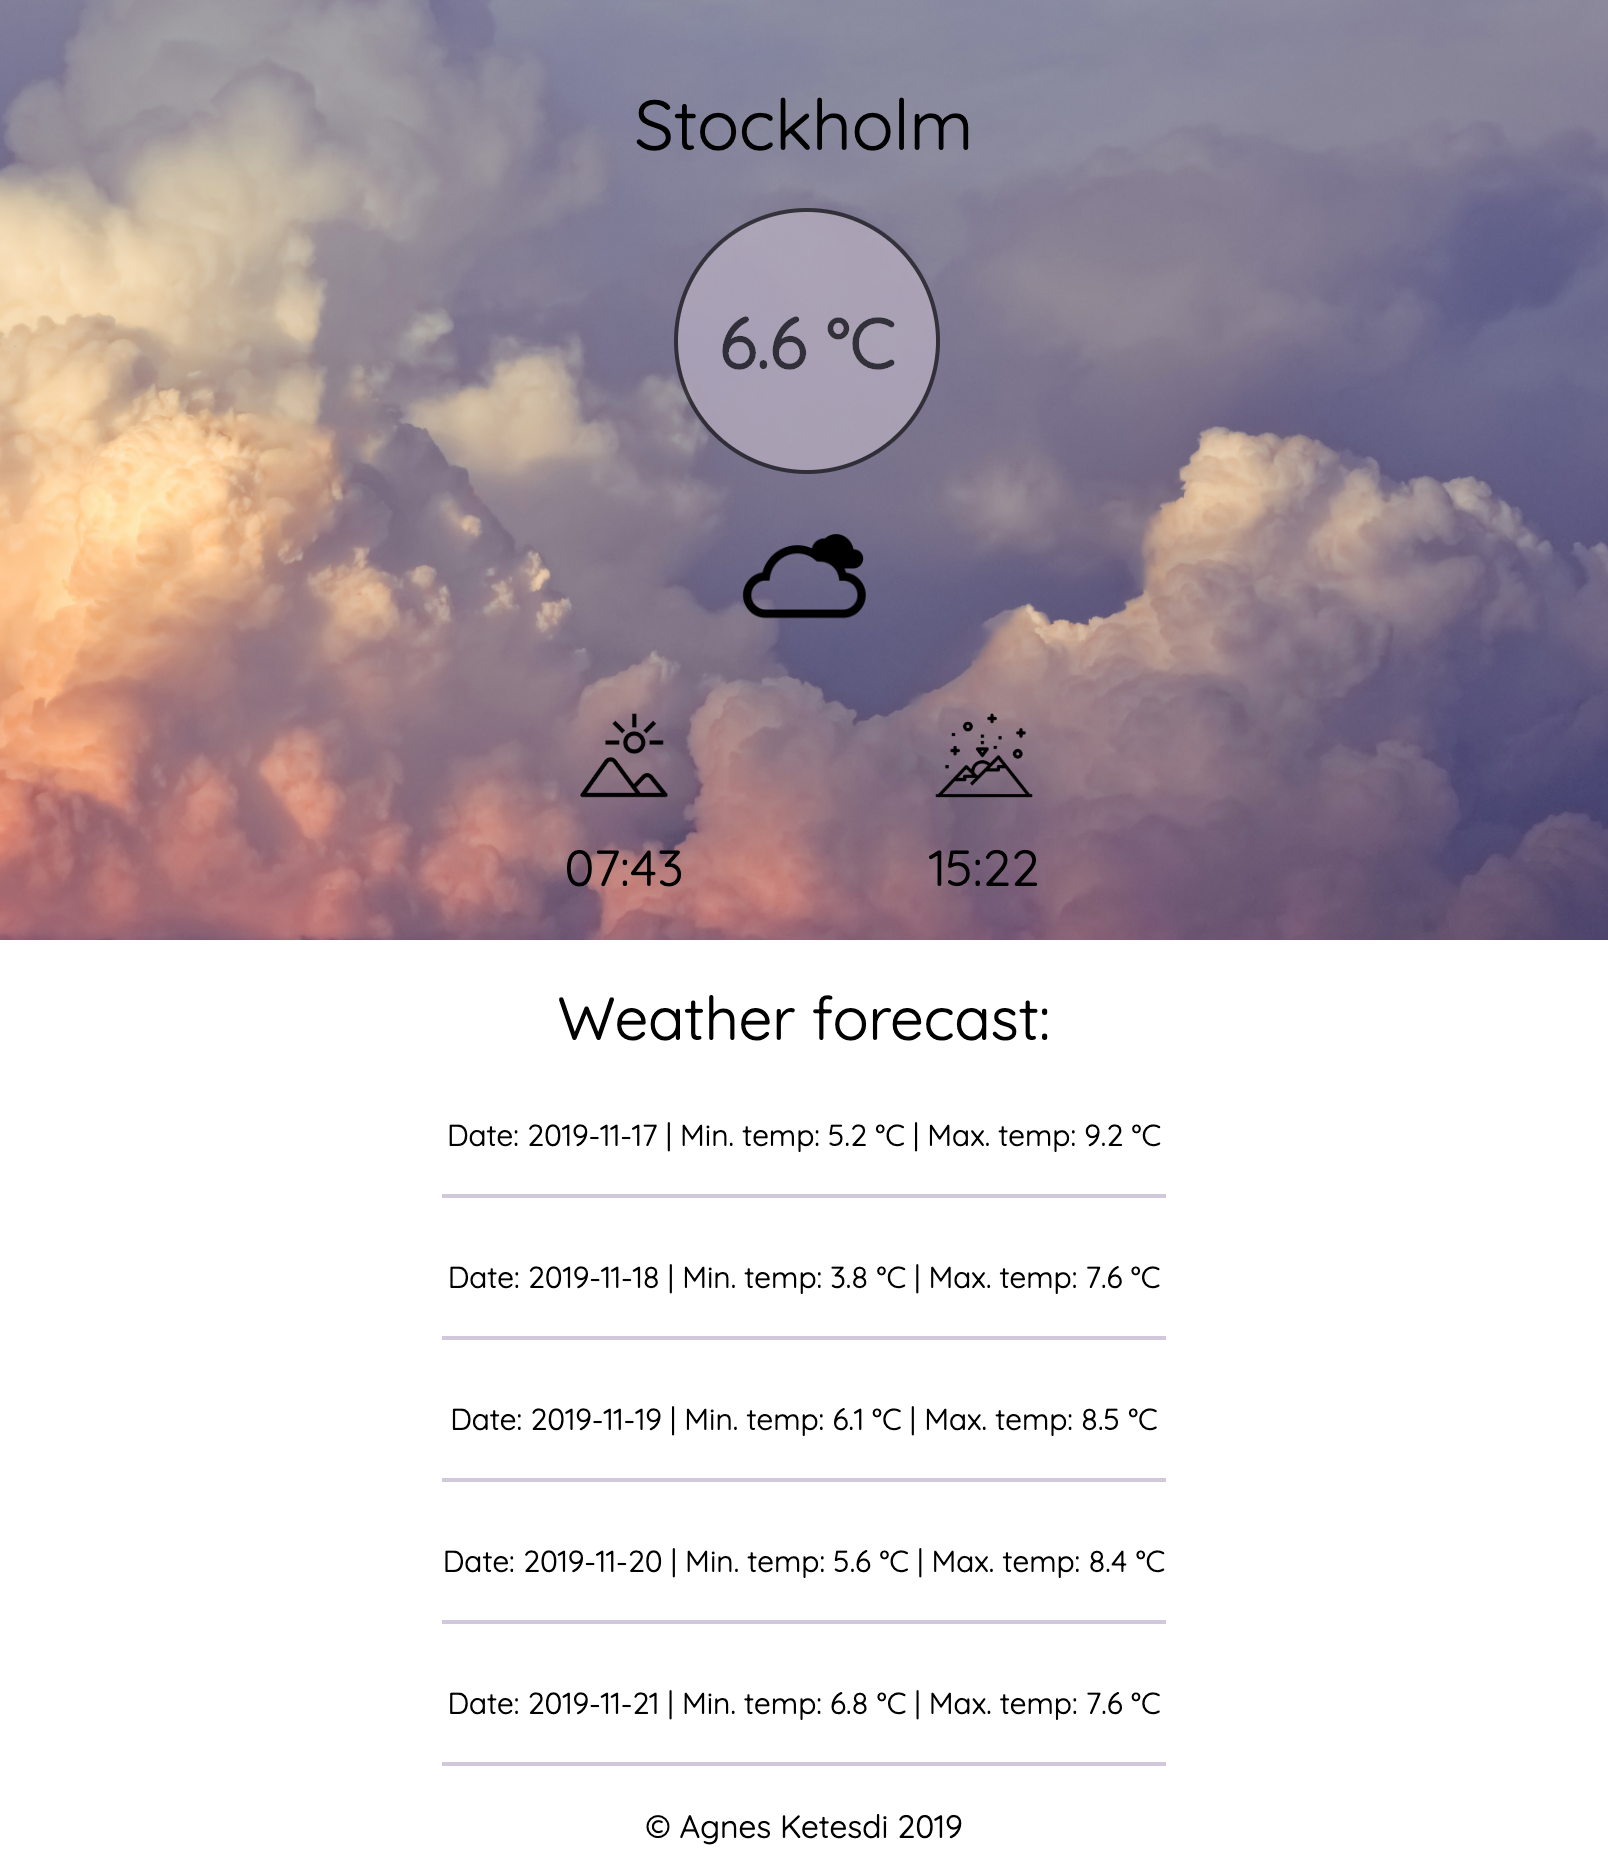 Stockholm
6.6 °C
07:43 15:22
Weather forecast:
Date: 2019-11-17 | Min. temp: 5.2 °C | Max. temp: 9.2 °C
Date: 2019-11-18 | Min. temp: 3.8 °C | Max. temp: 7.6 °C
Date: 2019-11-19 | Min. temp: 6.1 °C | Max. temp: 8.5 °C
Date: 2019-11-20 | Min. temp: 5.6 °C | Max. temp: 8.4 °C
Date: 2019-11-21 | Min. temp: 6.8 °C | Max. temp: 7.6 °C
© Agnes Ketesdi 2019